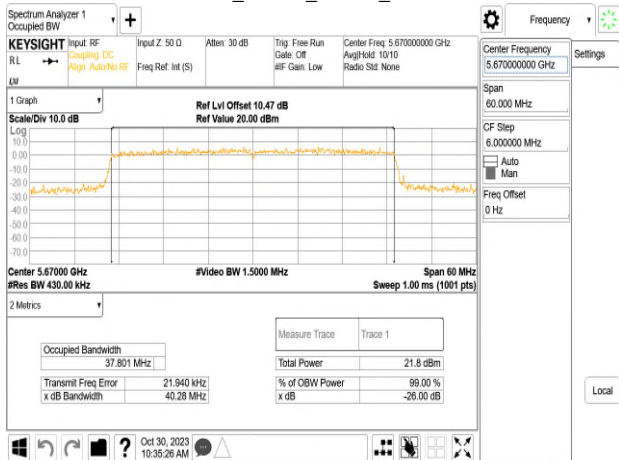 Spectrum Analyzer 1
Occupied BW
Frequency
KEYSIGHT
RL
Input: RF
Coupling: DC
Align: Auto/No RF
Input Z: 50 Ω
Freq Ref: Int (S)
Atten: 30 dB
Trig: Free Run
Gate: Off
#IF Gain: Low
Center Freq: 5.670000000 GHz
Avg|Hold: 10/10
Radio Std: None
LXI
1 Graph
Scale/Div 10.0 dB
Ref Lvl Offset 10.47 dB
Ref Value 20.00 dBm
Log
10.0
0.00
-10.0
-20.0
-30.0
-40.0
-50.0
-60.0
-70.0
Center 5.67000 GHz
#Video BW 1.5000 MHz
Span 60 MHz
#Res BW 430.00 kHz
Sweep 1.00 ms (1001 pts)
2 Metrics
Measure Trace
Trace 1
Occupied Bandwidth
37.801 MHz
Total Power
21.8 dBm
Transmit Freq Error
21.940 kHz
% of OBW Power
99.00 %
x dB Bandwidth
40.28 MHz
x dB
-26.00 dB
Oct 30, 2023
10:35:26 AM
Center Frequency
5.670000000 GHz
Settings
Span
60.000 MHz
CF Step
6.000000 MHz
Auto
Man
Freq Offset
0 Hz
Local